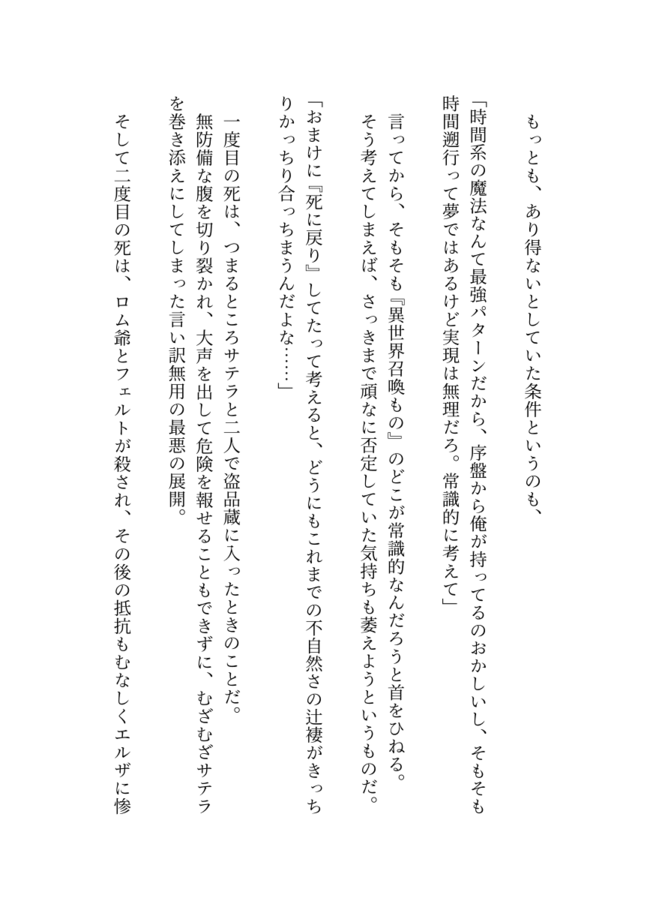 もっとも、あり得ないとしていた条件というのも、
「時間系の魔法なんて最強パターンだから、序盤から俺が持ってるのおかしいし、そもそも
時間遡行って夢ではあるけど実現は無理だろ。常識的に考えて」
言ってから、そもそも『異世界召喚もの』のどこが常識的なんだろうと首をひねる。
そう考えてしまえば、さっきまで頑なに否定していた気持ちも萎えようというものだ。
「おまけに『死に戻り』してたって考えると、どうにもこれまでの不自然さの辻褄がきっち
りかっちり合っちまうんだよな……」
一度目の死は、つまるところサテラと二人で盗品蔵に入ったときのことだ。
無防備な腹を切り裂かれ、大声を出して危険を報せることもできずに、むざむざサテラ
を巻き添えにしてしまった言い訳無用の最悪の展開。
そして二度目の死は、ロム爺とフェルトが殺され、その後の抵抗もむなしくエルザに惨